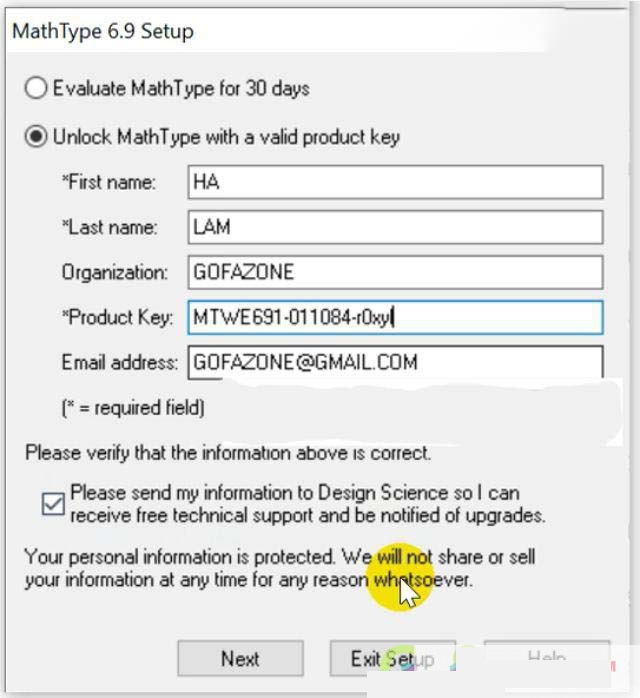 MathType 6.9 Setup
Evaluate MathType for 30 days
Unlock MathType with a valid product key
*First name: HA
*Last name: LAM
Organization: GOFAZONE
*Product Key: MTWE691-011084-r0xyl
Email address: GOFAZONE@GMAIL.COM
(* = required field)
Please verify that the information above is correct.
Please send my information to Design Science so I can
receive free technical support and be notified of upgrades.
Your personal information is protected. We will not share or sell
your information at any time for any reason whatsoever.
Next Exit Setup Help